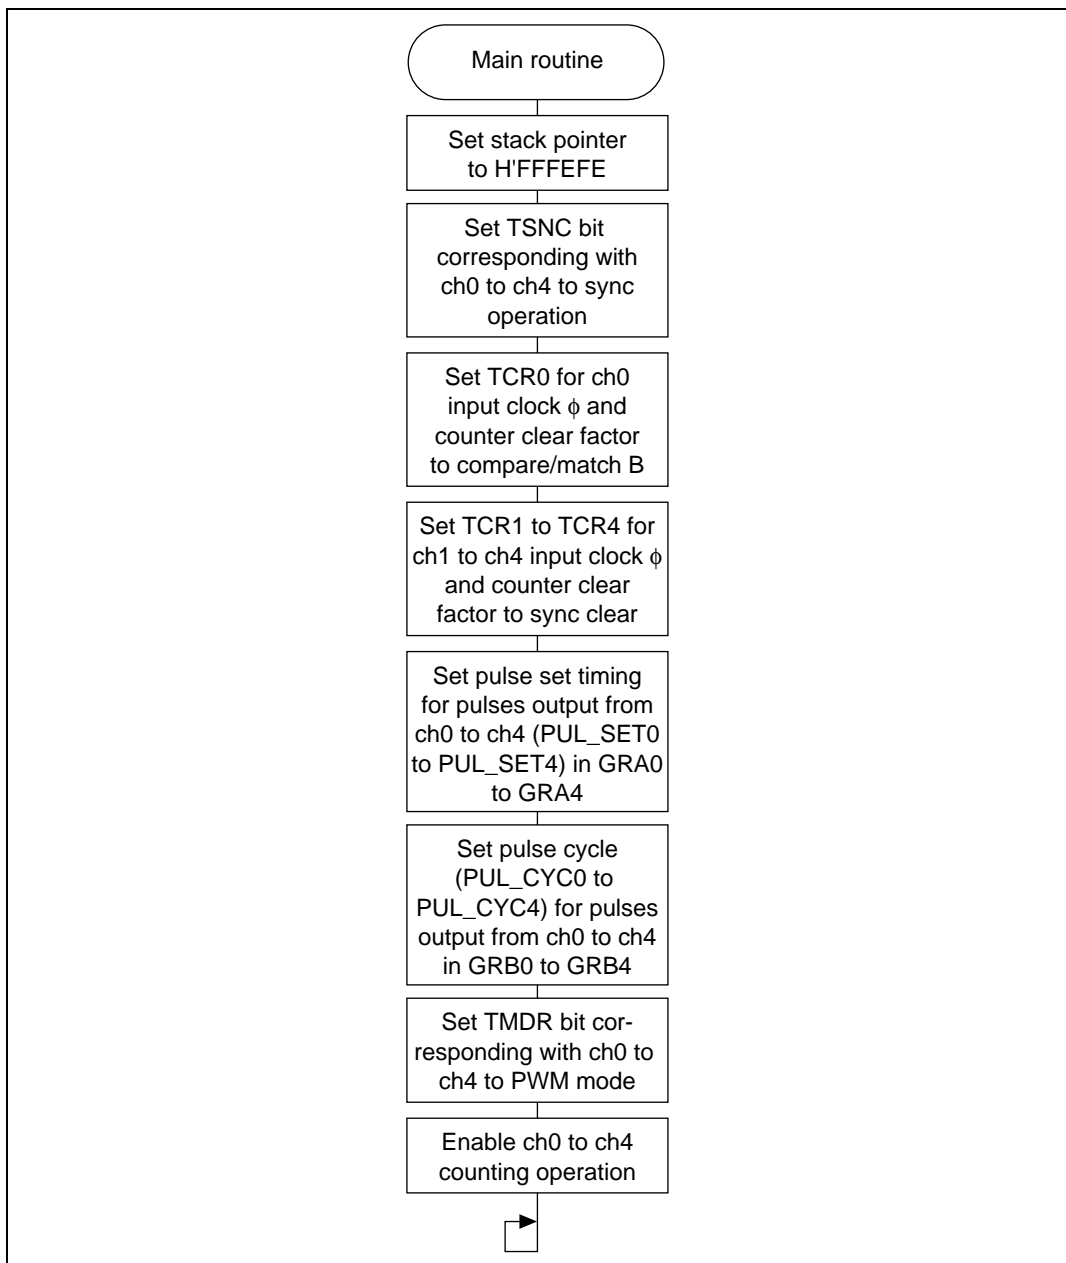 Main routine
Set stack pointer
to H'FFFEFE
Set TSNC bit
corresponding with
ch0 to ch4 to sync
operation
Set TCR0 for ch0
input clock ϕ and
counter clear factor
to compare/match B
Set TCR1 to TCR4 for
ch1 to ch4 input clock ϕ
and counter clear
factor to sync clear
Set pulse set timing
for pulses output from
ch0 to ch4 (PUL_SET0
to PUL_SET4) in GRA0
to GRA4
Set pulse cycle
(PUL_CYC0 to
PUL_CYC4) for pulses
output from ch0 to ch4
in GRB0 to GRB4
Set TMDR bit cor-
responding with ch0 to
ch4 to PWM mode
Enable ch0 to ch4
counting operation